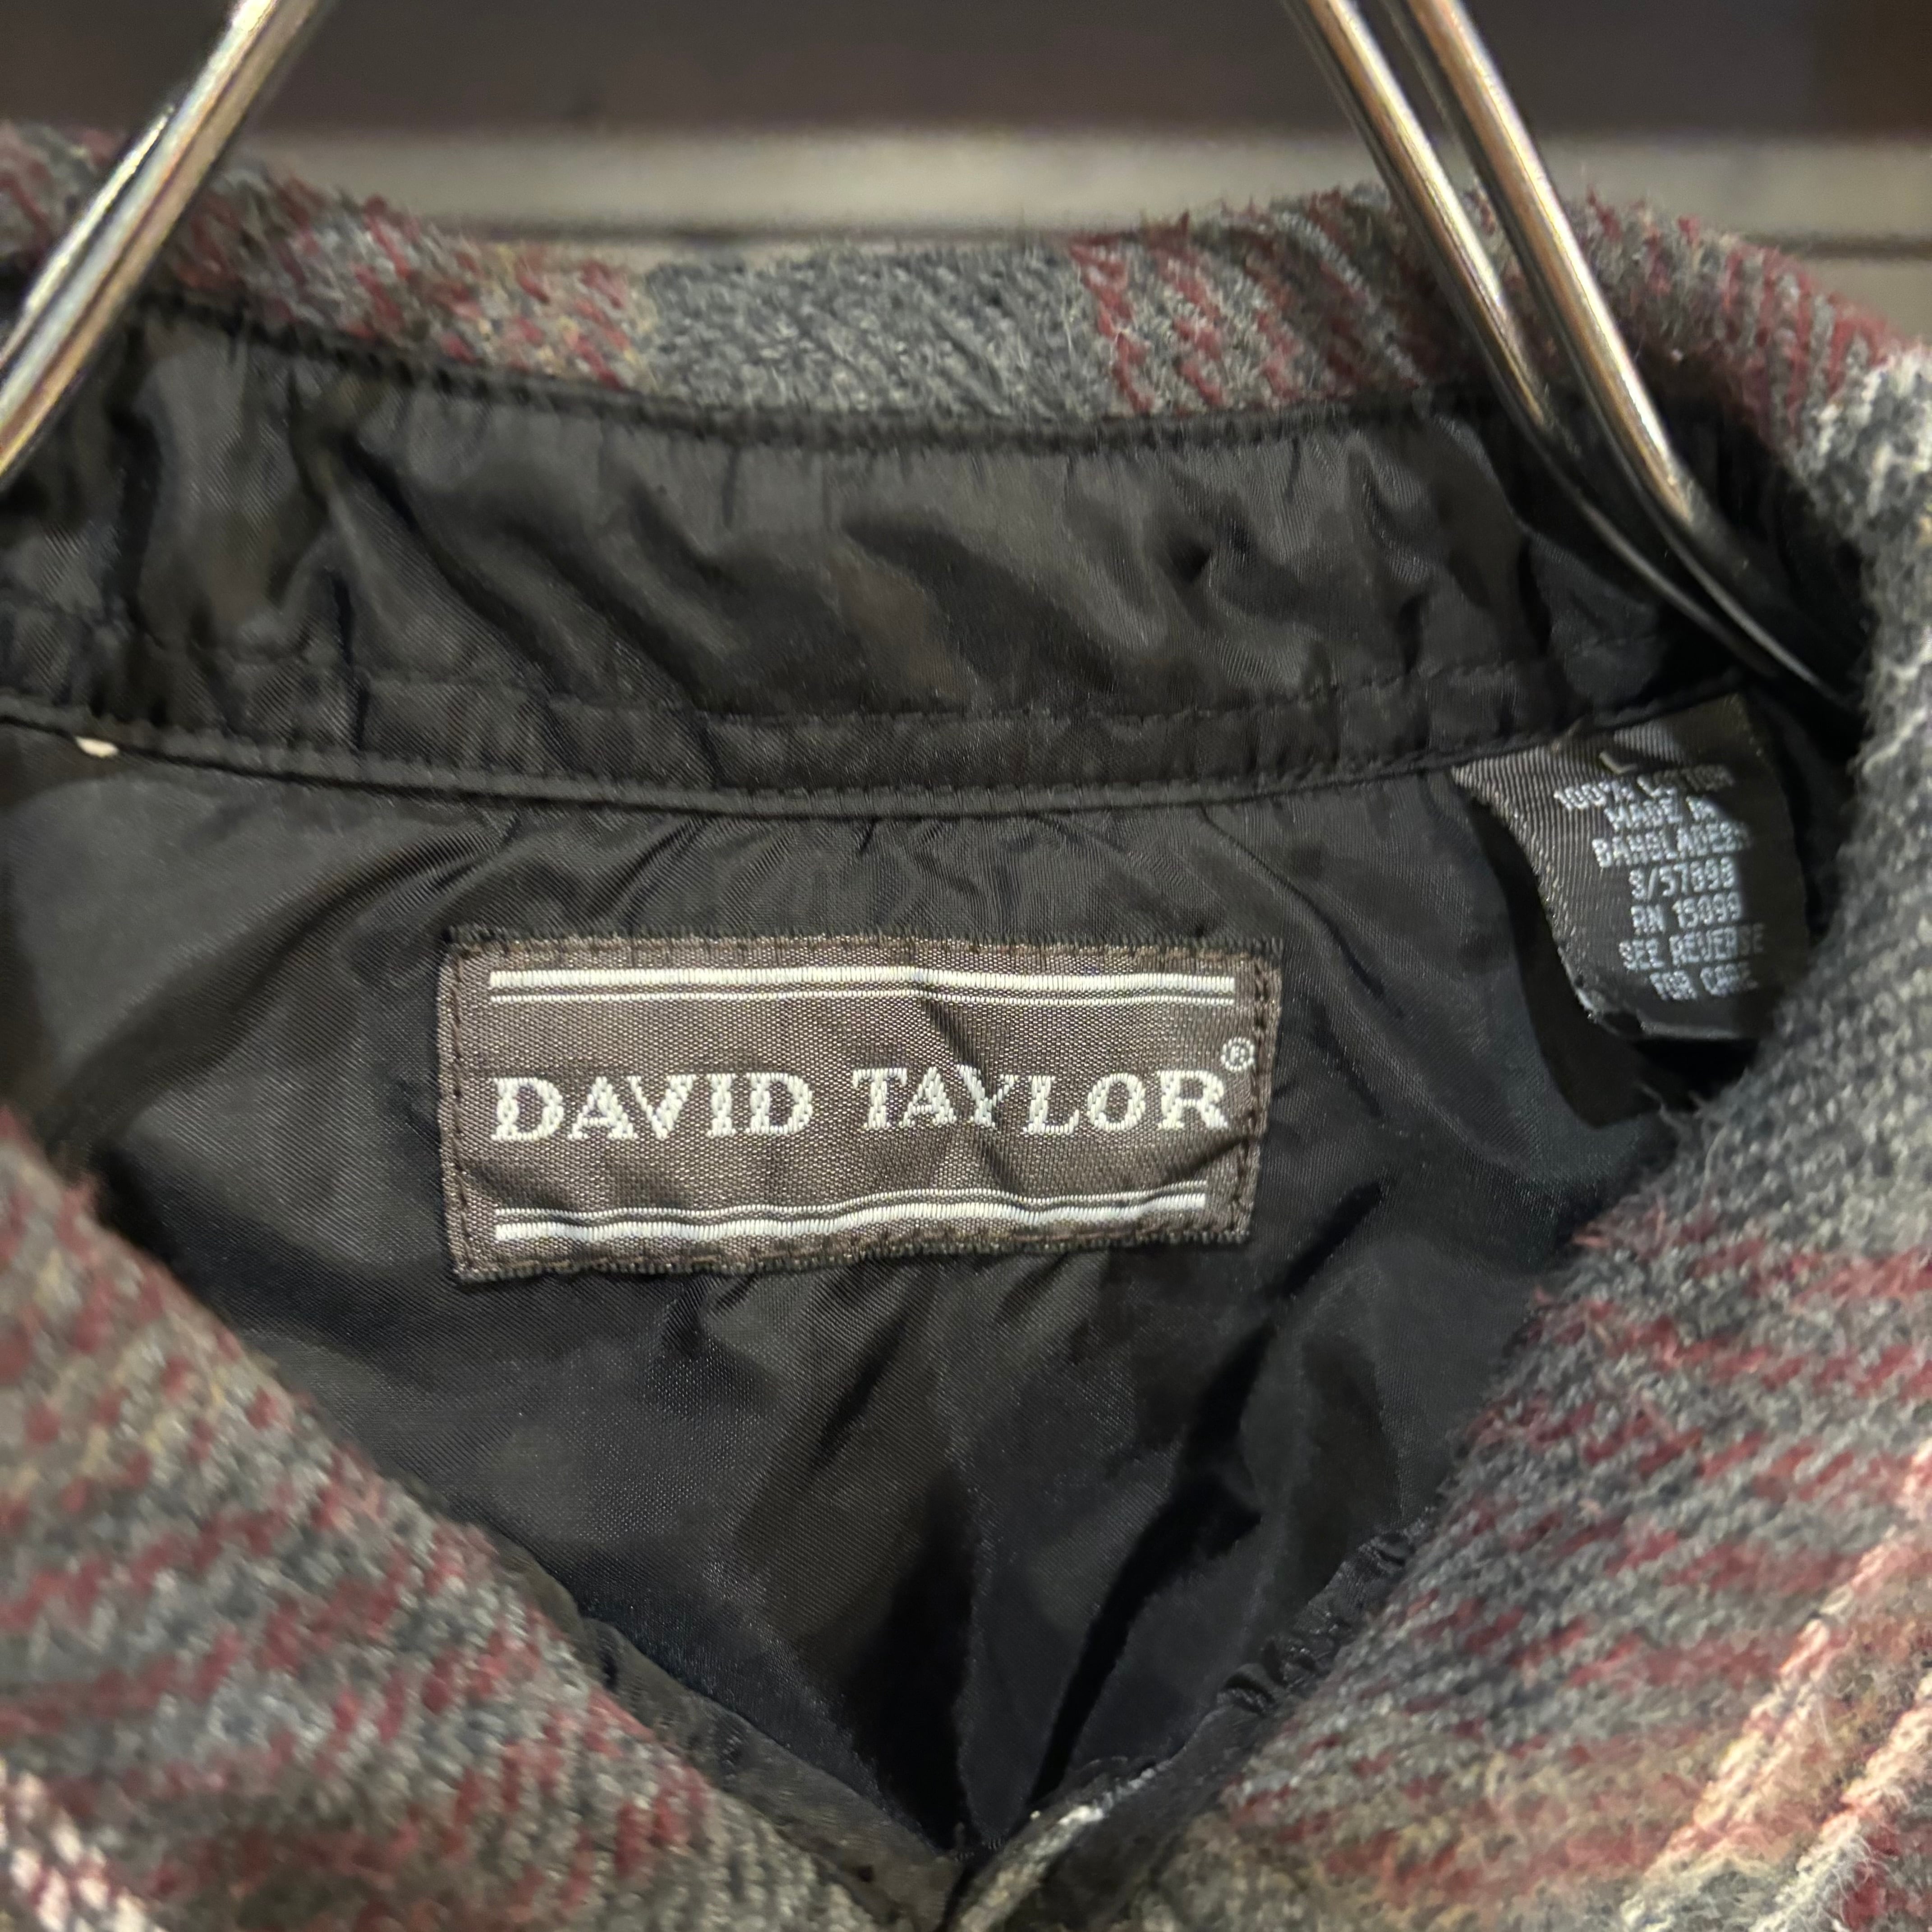 DAVID TAYLOR®
L
100% COTTON
MADE IN
BANGLADESH
S/57898
RN 15099
SEE REVERSE
FOR CARE